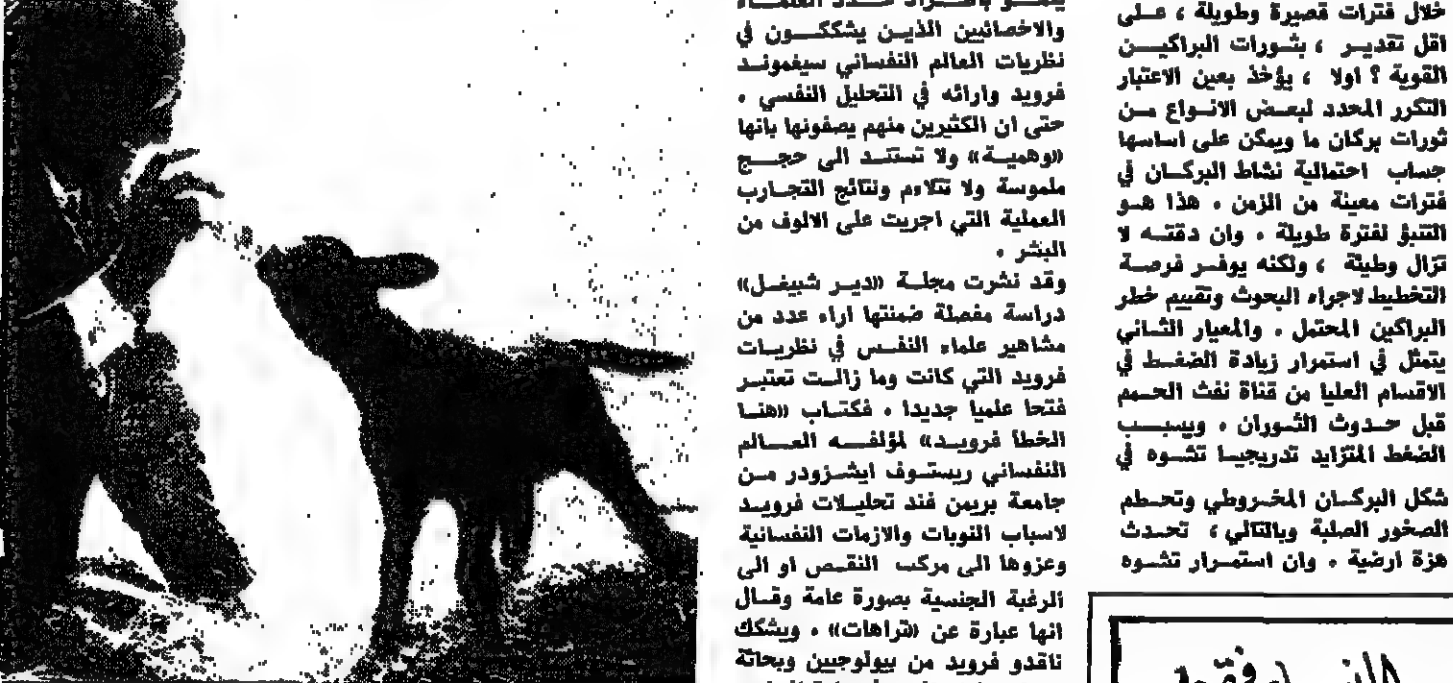 خلال فترات قصيرة وطويلة ، على
اقل تقدير ، بثورات البراكين
القوية ؟ اولا ، يؤخذ بعين الاعتبار
التكرر المحدد لبعض الانواع من
ثورات بركان ما ويمكن على اساسها
حساب احتمالية نشاط البركان في
فترات معينة من الزمن . هذا هو
التنبؤ لفترة طويلة . وان دقته لا
تزال وطيئة ، ولكنه يوفر فرصة
التخطيط لاجراء البحوث وتقييم خطر
البراكين المحتمل . والمعيار الثاني
يتمثل في استمرار زيادة الضغط في
الاقسام العليا من قناة نفث الحمم
قبل حدوث الثوران . ويسبب
الضغط المتزايد تدريجيا تشوه في
شكل البركان المخروطي وتحطم
الصخور الصلبة وبالتالي ، تحدث
هزة ارضية . وان استمرار تشوه
باطراد عدد العلماء
والاخصائيين الذين يشككون في
نظريات العالم النفساني سيغموند
فرويد وارائه في التحليل النفسي .
حتى ان الكثيرين منهم يصفونها بانها
«وهمية» ولا تستند الى حجج
ملموسة ولا تتلاءم ونتائج التجارب
العملية التي اجريت على الالوف من
البشر .
وقد نشرت مجلة «دير شبيغل»
دراسة مفصلة ضمنتها اراء عدد من
مشاهير علماء النفس في نظريات
فرويد التي كانت وما زالت تعتبر
فتحا علميا جديدا . فكتاب «هنا
الخطأ فرويد» لمؤلفه العالم
النفساني ريستوف ايشزودر من
جامعة بريمن فند تحليلات فرويد
لاسباب النوبات والازمات النفسانية
وعزوها الى مركب النقص او الى
الرغبة الجنسية بصورة عامة وقال
انها عبارة عن «تراهات» . ويشكك
ناقدو فرويد من بيولوجيين وبحاثة